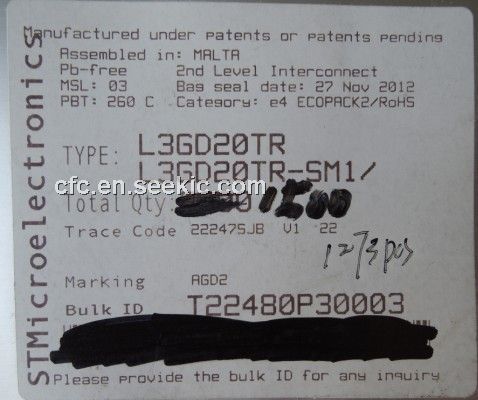 STMicroelectronics
Manufactured under patents or patents pending
Assembled in: MALTA
Pb-free 2nd Level Interconnect
MSL: 03 Bag seal date: 27 Nov 2012
PBT: 260 C Category: e4 ECOPACK2/RoHS
TYPE: L3GD20TR
L3GD20TR-SM1/
cfc.en.seekic.com
Total Qty: 1500
Trace Code 222475JB V1 22
1273pcs
Marking AGD2
Bulk ID T22480P30003
Please provide the bulk ID for any inquiry